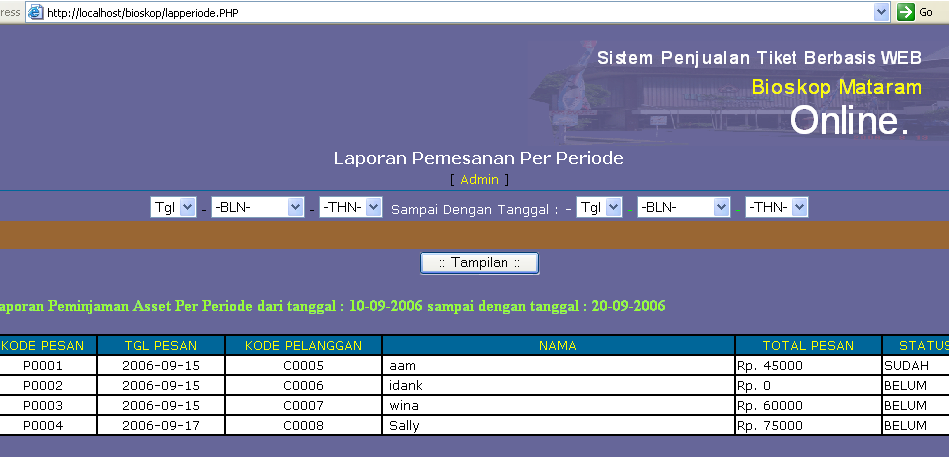 ress http://localhost/bioskop/lapperiode.PHP Go
Sistem Penjualan Tiket Berbasis WEB
Bioskop Mataram
Online.
Laporan Pemesanan Per Periode
[ Admin ]
Tgl - -BLN- - -THN- Sampai Dengan Tanggal : - Tgl - -BLN- - -THN-
:: Tampilan ::
aporan Peminjaman Asset Per Periode dari tanggal : 10-09-2006 sampai dengan tanggal : 20-09-2006
KODE PESAN TGL PESAN KODE PELANGGAN NAMA TOTAL PESAN STATUS
P0001 2006-09-15 C0005 aam Rp. 45000 SUDAH
P0002 2006-09-15 C0006 idank Rp. 0 BELUM
P0003 2006-09-15 C0007 wina Rp. 60000 BELUM
P0004 2006-09-17 C0008 Sally Rp. 75000 BELUM